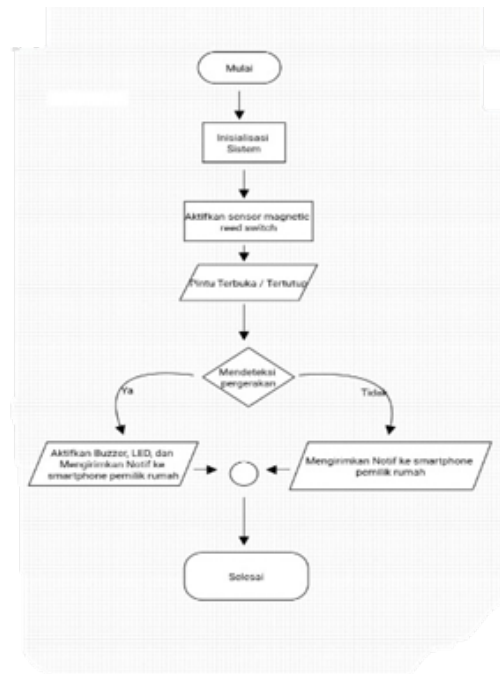 Mulai
Inisialisasi
Sistem
Aktifkan sensor magnetic
reed switch
Pintu Terbuka / Tertutup
Mendeteksi
pergerakan
Ya
Tidak
Aktifkan Buzzer, LED, dan
Mengirimkan Notif ke
smartphone pemilik rumah
Mengirimkan Notif ke smartphone
pemilik rumah
Selesai